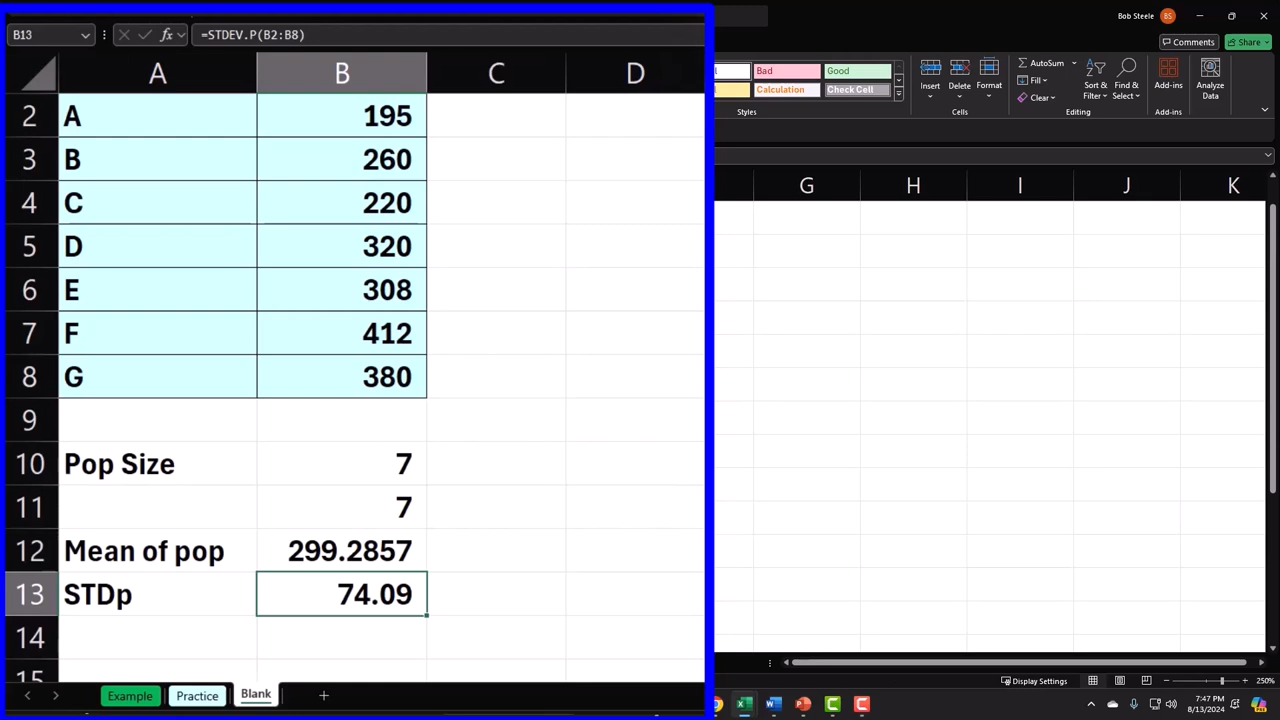 B13 fx =STDEV.P(B2:B8)
A B C D
2 A 195
3 B 260
4 C 220
5 D 320
6 E 308
7 F 412
8 G 380
9
10 Pop Size 7
11 7
12 Mean of pop 299.2857
13 STDp 74.09
14
15
Example Practice Blank +
BS
Comments Share
Bad Good
Calculation Check Cell
Styles
Insert Delete Format
Cells
AutoSum
Fill
Clear
Sort & Filter
Find & Select
Editing
Add-ins
Add-ins
Analyze Data
G H I J K
Display Settings 250%
7:47 PM
8/13/2024